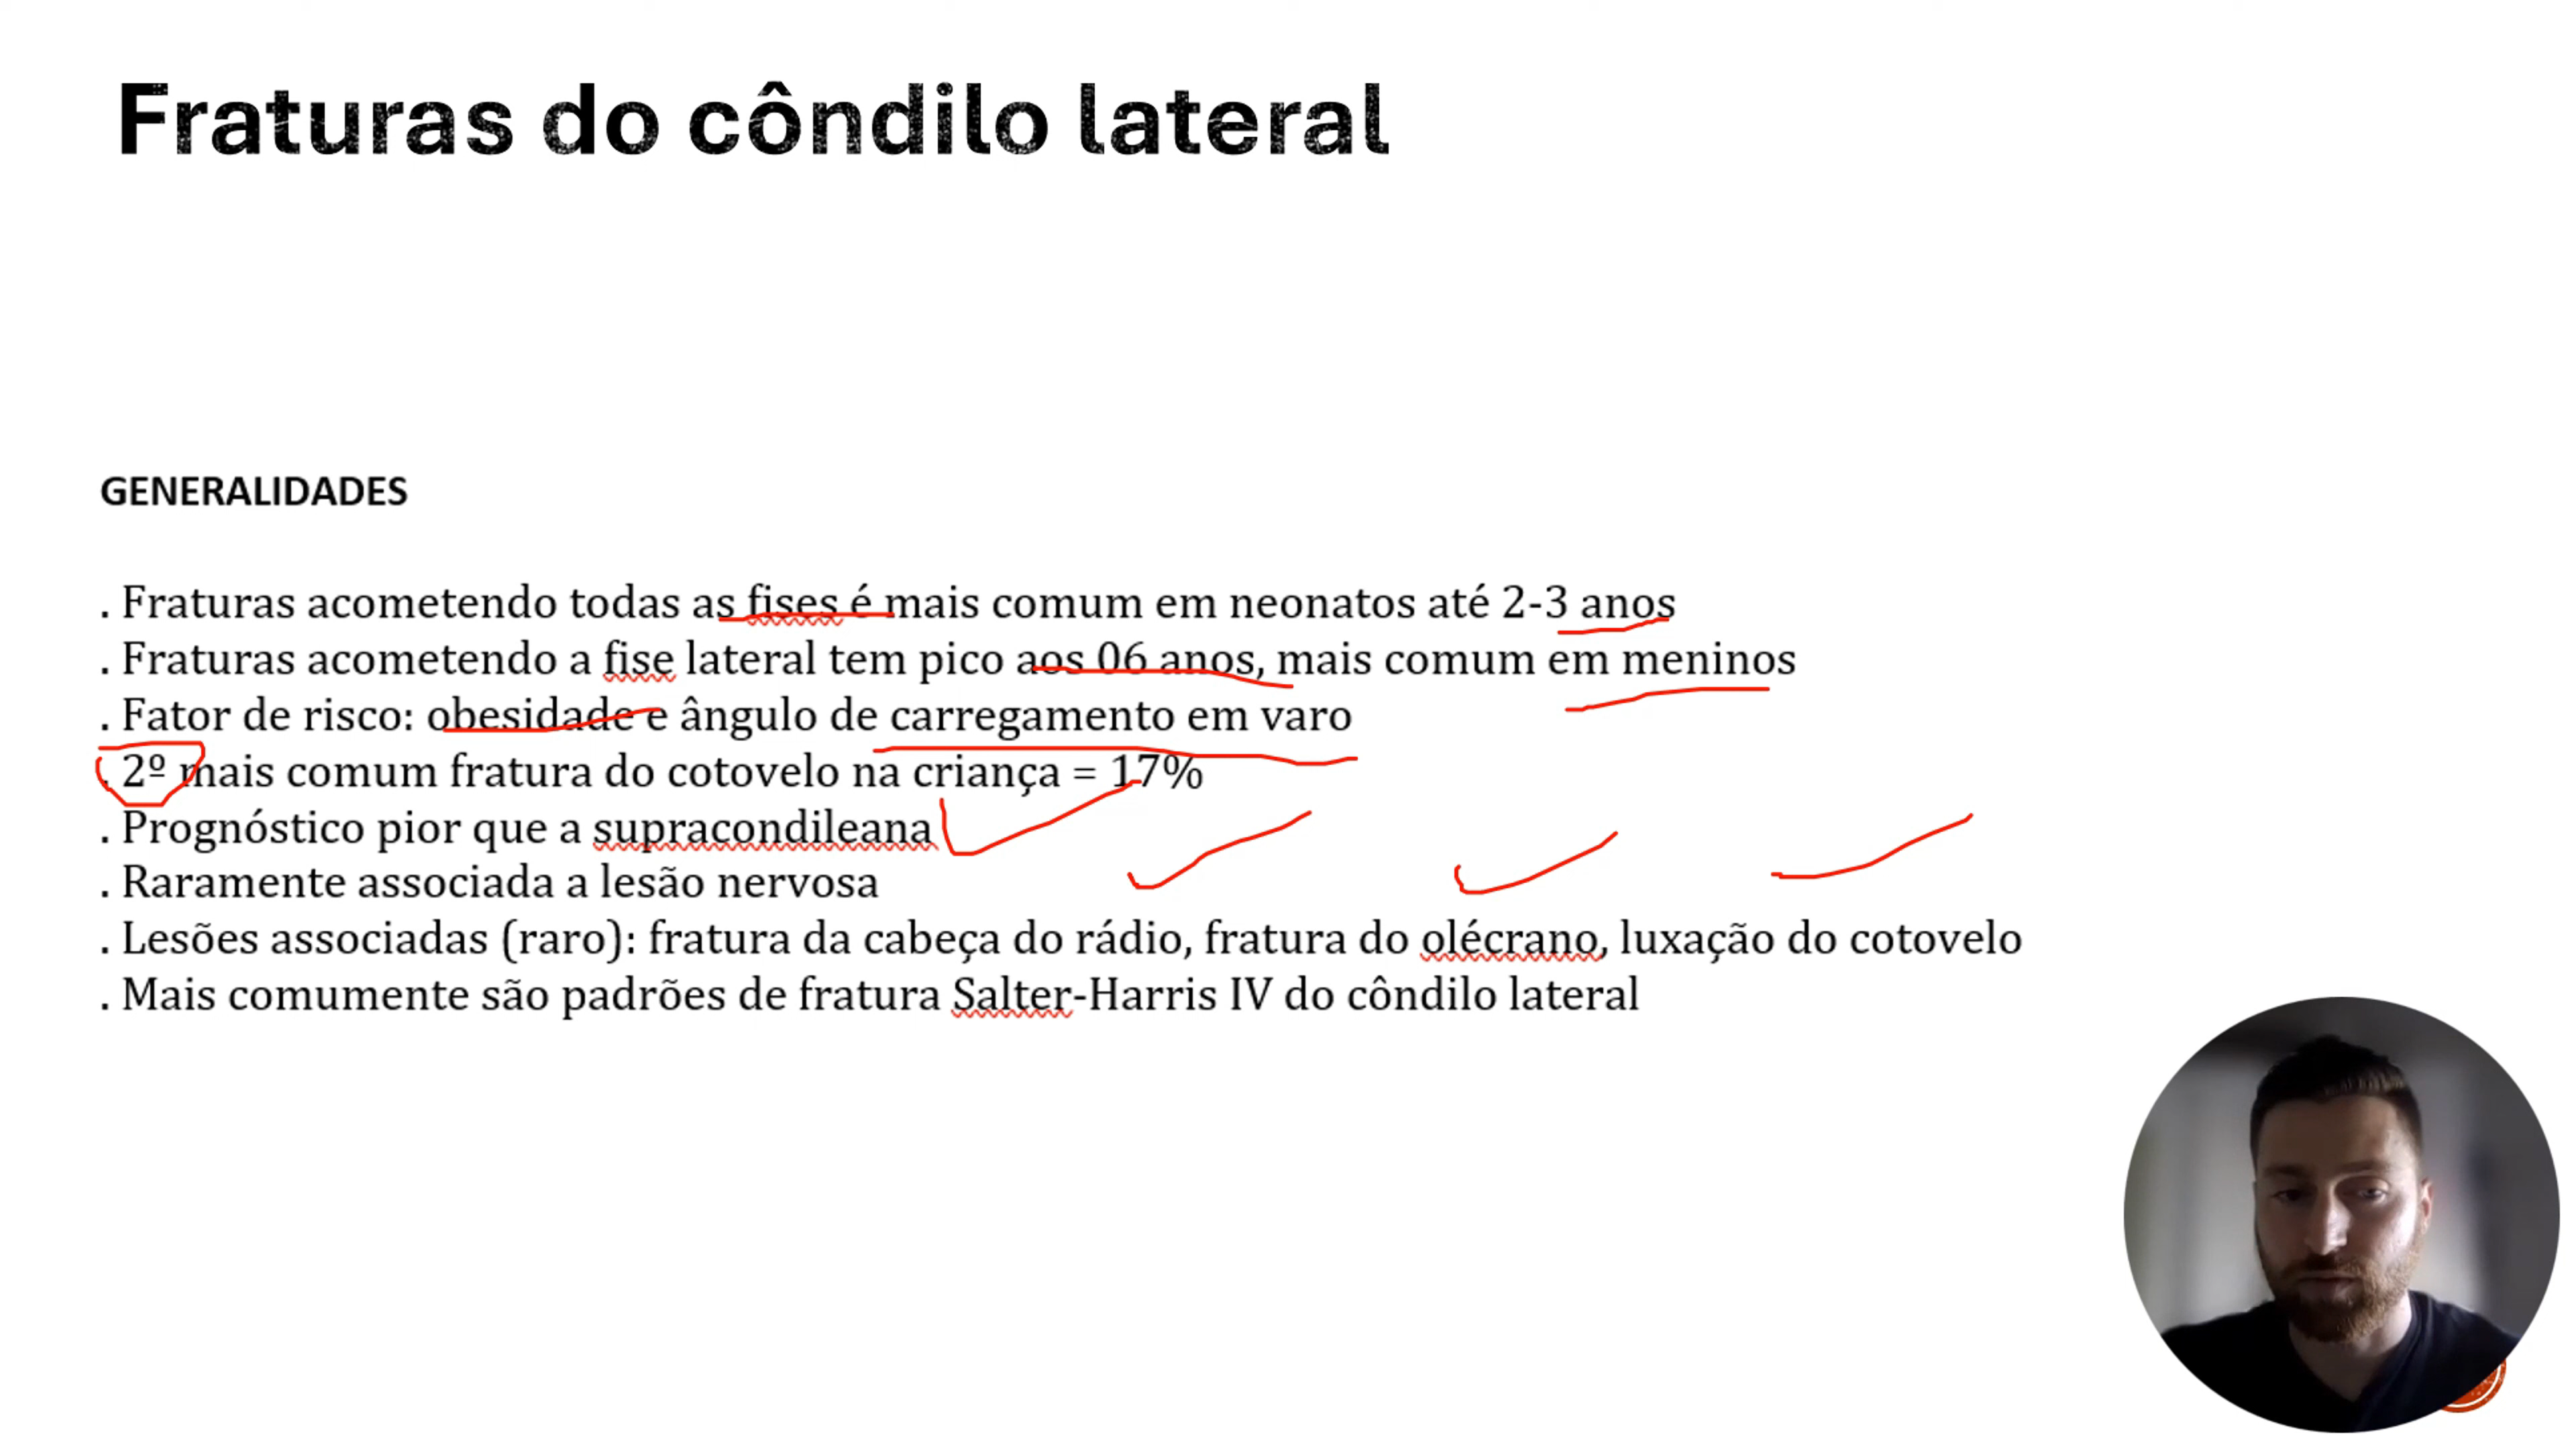 Fraturas do côndilo lateral
GENERALIDADES
. Fraturas acometendo todas as fises é mais comum em neonatos até 2-3 anos
. Fraturas acometendo a fise lateral tem pico aos 06 anos, mais comum em meninos
. Fator de risco: obesidade e ângulo de carregamento em varo
. 2º mais comum fratura do cotovelo na criança = 17%
. Prognóstico pior que a supracondileana
. Raramente associada a lesão nervosa
. Lesões associadas (raro): fratura da cabeça do rádio, fratura do olécrano, luxação do cotovelo
. Mais comumente são padrões de fratura Salter-Harris IV do côndilo lateral